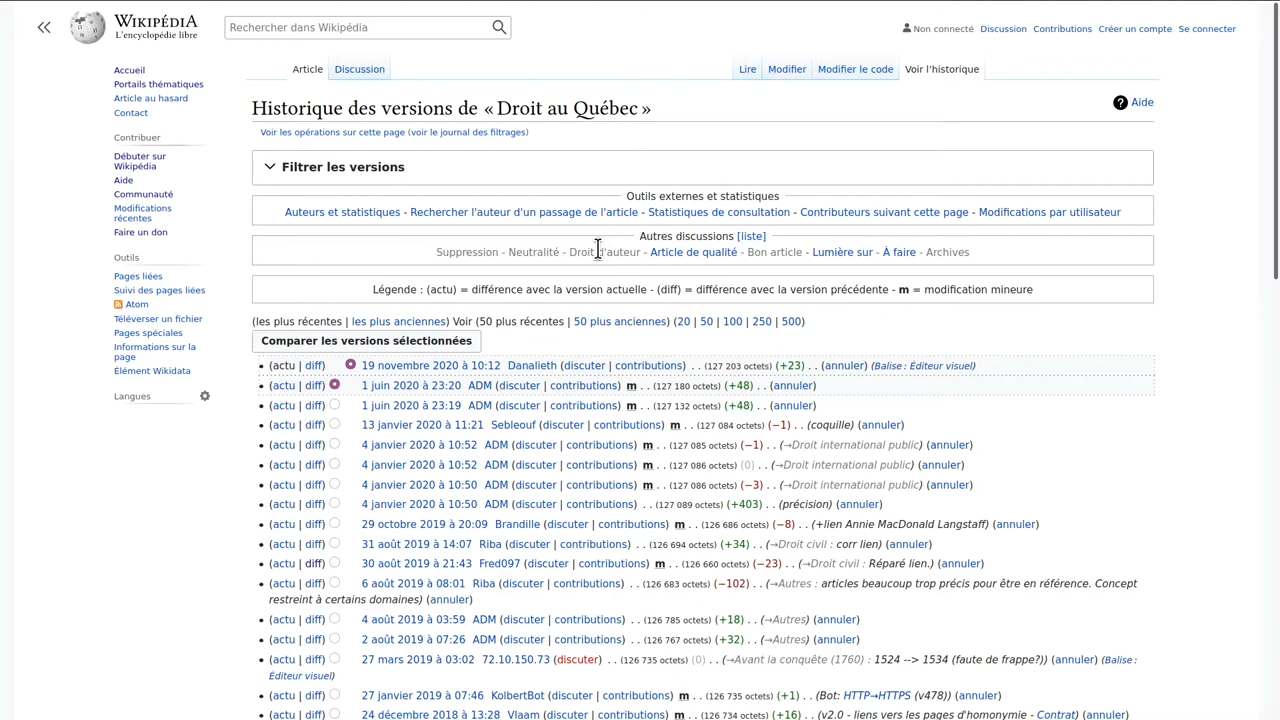 WIKIPÉDIA
L'encyclopédie libre
Rechercher dans Wikipédia
Non connecté Discussion Contributions Créer un compte Se connecter
Article Discussion Lire Modifier Modifier le code Voir l'historique
Accueil
Portails thématiques
Article au hasard
Contact
Contribuer
Débuter sur
Wikipédia
Aide
Communauté
Modifications
récentes
Faire un don
Outils
Pages liées
Suivi des pages liées
Atom
Téléverser un fichier
Pages spéciales
Informations sur la
page
Élément Wikidata
Langues
Historique des versions de « Droit au Québec »
Aide
Voir les opérations sur cette page (voir le journal des filtrages)
Filtrer les versions
Outils externes et statistiques
Auteurs et statistiques - Rechercher l'auteur d'un passage de l'article - Statistiques de consultation - Contributeurs suivant cette page - Modifications par utilisateur
Autres discussions [liste]
Suppression - Neutralité - Droit d'auteur - Article de qualité - Bon article - Lumière sur - À faire - Archives
Légende : (actu) = différence avec la version actuelle - (diff) = différence avec la version précédente - m = modification mineure
(les plus récentes | les plus anciennes) Voir (50 plus récentes | 50 plus anciennes) (20 | 50 | 100 | 250 | 500)
Comparer les versions sélectionnées
(actu | diff) 19 novembre 2020 à 10:12 Danalieth (discuter | contributions) . . (127 203 octets) (+23) . . (annuler) (Balise : Éditeur visuel)
(actu | diff) 1 juin 2020 à 23:20 ADM (discuter | contributions) m . . (127 180 octets) (+48) . . (annuler)
(actu | diff) 1 juin 2020 à 23:19 ADM (discuter | contributions) m . . (127 132 octets) (+48) . . (annuler)
(actu | diff) 13 janvier 2020 à 11:21 Sebleouf (discuter | contributions) m . . (127 084 octets) (−1) . . (coquille) (annuler)
(actu | diff) 4 janvier 2020 à 10:52 ADM (discuter | contributions) m . . (127 085 octets) (−1) . . (→Droit international public) (annuler)
(actu | diff) 4 janvier 2020 à 10:52 ADM (discuter | contributions) m . . (127 086 octets) (0) . . (→Droit international public) (annuler)
(actu | diff) 4 janvier 2020 à 10:50 ADM (discuter | contributions) m . . (127 086 octets) (−3) . . (→Droit international public) (annuler)
(actu | diff) 4 janvier 2020 à 10:50 ADM (discuter | contributions) . . (127 089 octets) (+403) . . (précision) (annuler)
(actu | diff) 29 octobre 2019 à 20:09 Brandille (discuter | contributions) m . . (126 686 octets) (−8) . . (+lien Annie MacDonald Langstaff) (annuler)
(actu | diff) 31 août 2019 à 14:07 Riba (discuter | contributions) . . (126 694 octets) (+34) . . (→Droit civil : corr lien) (annuler)
(actu | diff) 30 août 2019 à 21:43 Fred097 (discuter | contributions) m . . (126 660 octets) (−23) . . (→Droit civil : Réparé lien.) (annuler)
(actu | diff) 6 août 2019 à 08:01 Riba (discuter | contributions) . . (126 683 octets) (−102) . . (→Autres : articles beaucoup trop précis pour être en référence. Concept
restreint à certains domaines) (annuler)
(actu | diff) 4 août 2019 à 03:59 ADM (discuter | contributions) . . (126 785 octets) (+18) . . (→Autres) (annuler)
(actu | diff) 2 août 2019 à 07:26 ADM (discuter | contributions) . . (126 767 octets) (+32) . . (→Autres) (annuler)
(actu | diff) 27 mars 2019 à 03:02 72.10.150.73 (discuter) . . (126 735 octets) (0) . . (→Avant la conquête (1760) : 1524 --> 1534 (faute de frappe?)) (annuler) (Balise :
Éditeur visuel)
(actu | diff) 27 janvier 2019 à 07:46 KolbertBot (discuter | contributions) m . . (126 735 octets) (+1) . . (Bot: HTTP→HTTPS (v478)) (annuler)
(actu | diff) 24 décembre 2018 à 13:28 Vlaam (discuter | contributions) m . . (126 734 octets) (+16) . . (v2.0 - liens vers les pages d'homonymie - Contrat) (annuler)